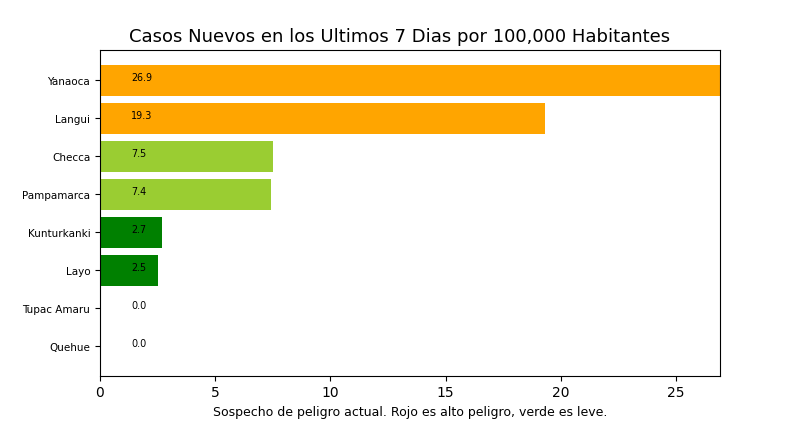 Casos Nuevos en los Ultimos 7 Dias por 100,000 Habitantes
Yanaoca 26.9
Langui 19.3
Checca 7.5
Pampamarca 7.4
Kunturkanki 2.7
Layo 2.5
Tupac Amaru 0.0
Quehue 0.0
0 5 10 15 20 25
Sospecho de peligro actual. Rojo es alto peligro, verde es leve.